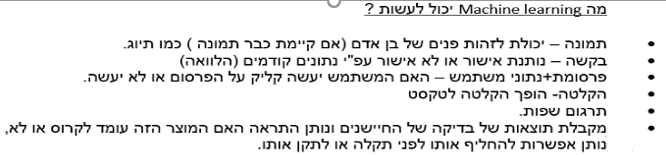 מה Machine learning יכול לעשות ?
• תמונה – יכולת לזהות פנים של בן אדם (אם קיימת כבר תמונה ) כמו תיוג.
• בקשה – נותנת אישור או לא אישור עפ"י נתונים קודמים (הלוואה)
• פרסומת+נתוני משתמש – האם המשתמש יעשה קליק על הפרסום או לא יעשה.
• הקלטה- הופך הקלטה לטקסט
• תרגום שפות.
• מקבלת תוצאות של בדיקה של החיישנים ונותן התראה האם המוצר הזה עומד לקרוס או לא,
נותן אפשרות להחליף אותו לפני תקלה או לתקן אותו.